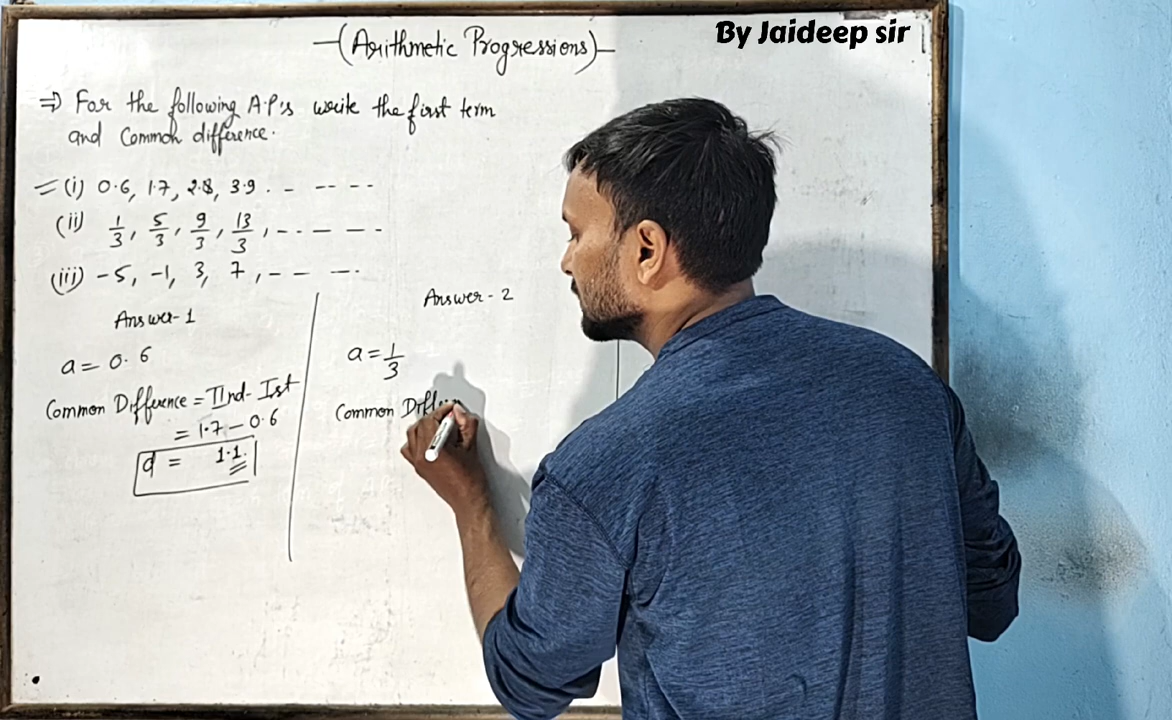 By Jaideep sir
(Arithmetic Progressions)
⇒ For the following A.P's write the first term
and Common difference.
(i) 0.6, 1.7, 2.8, 3.9 . - -- --
(ii) 1/3, 5/3, 9/3, 13/3, -- -- -- --
(iii) -5, -1, 3, 7, -- -- --
Answer-1
a = 0.6
Common Difference = IInd - Ist
= 1.7 - 0.6
d = 1.1
Answer-2
a = 1/3
Common